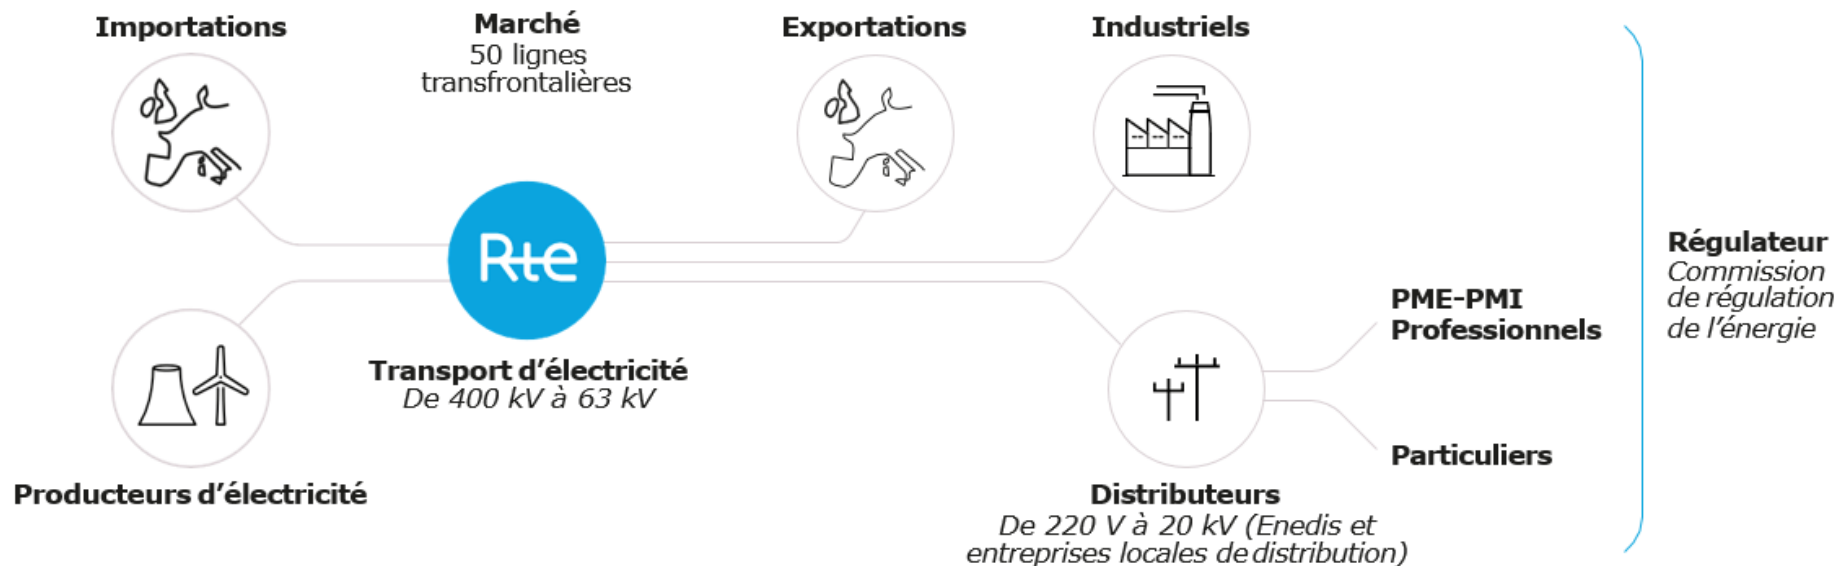 Importations
Marché
50 lignes
transfrontalières
Exportations
Industriels
Rte
Transport d’électricité
De 400 kV à 63 kV
Producteurs d’électricité
Distributeurs
De 220 V à 20 kV (Enedis et
entreprises locales de distribution)
PME-PMI
Professionnels
Particuliers
Régulateur
Commission
de régulation
de l’énergie